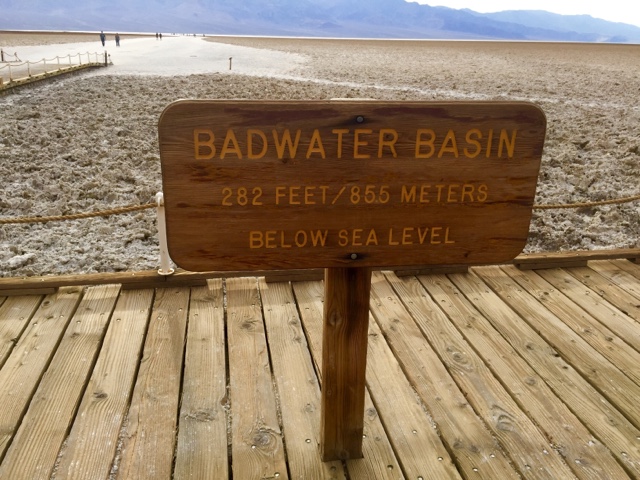 BADWATER BASIN
282 FEET/85.5 METERS
BELOW SEA LEVEL